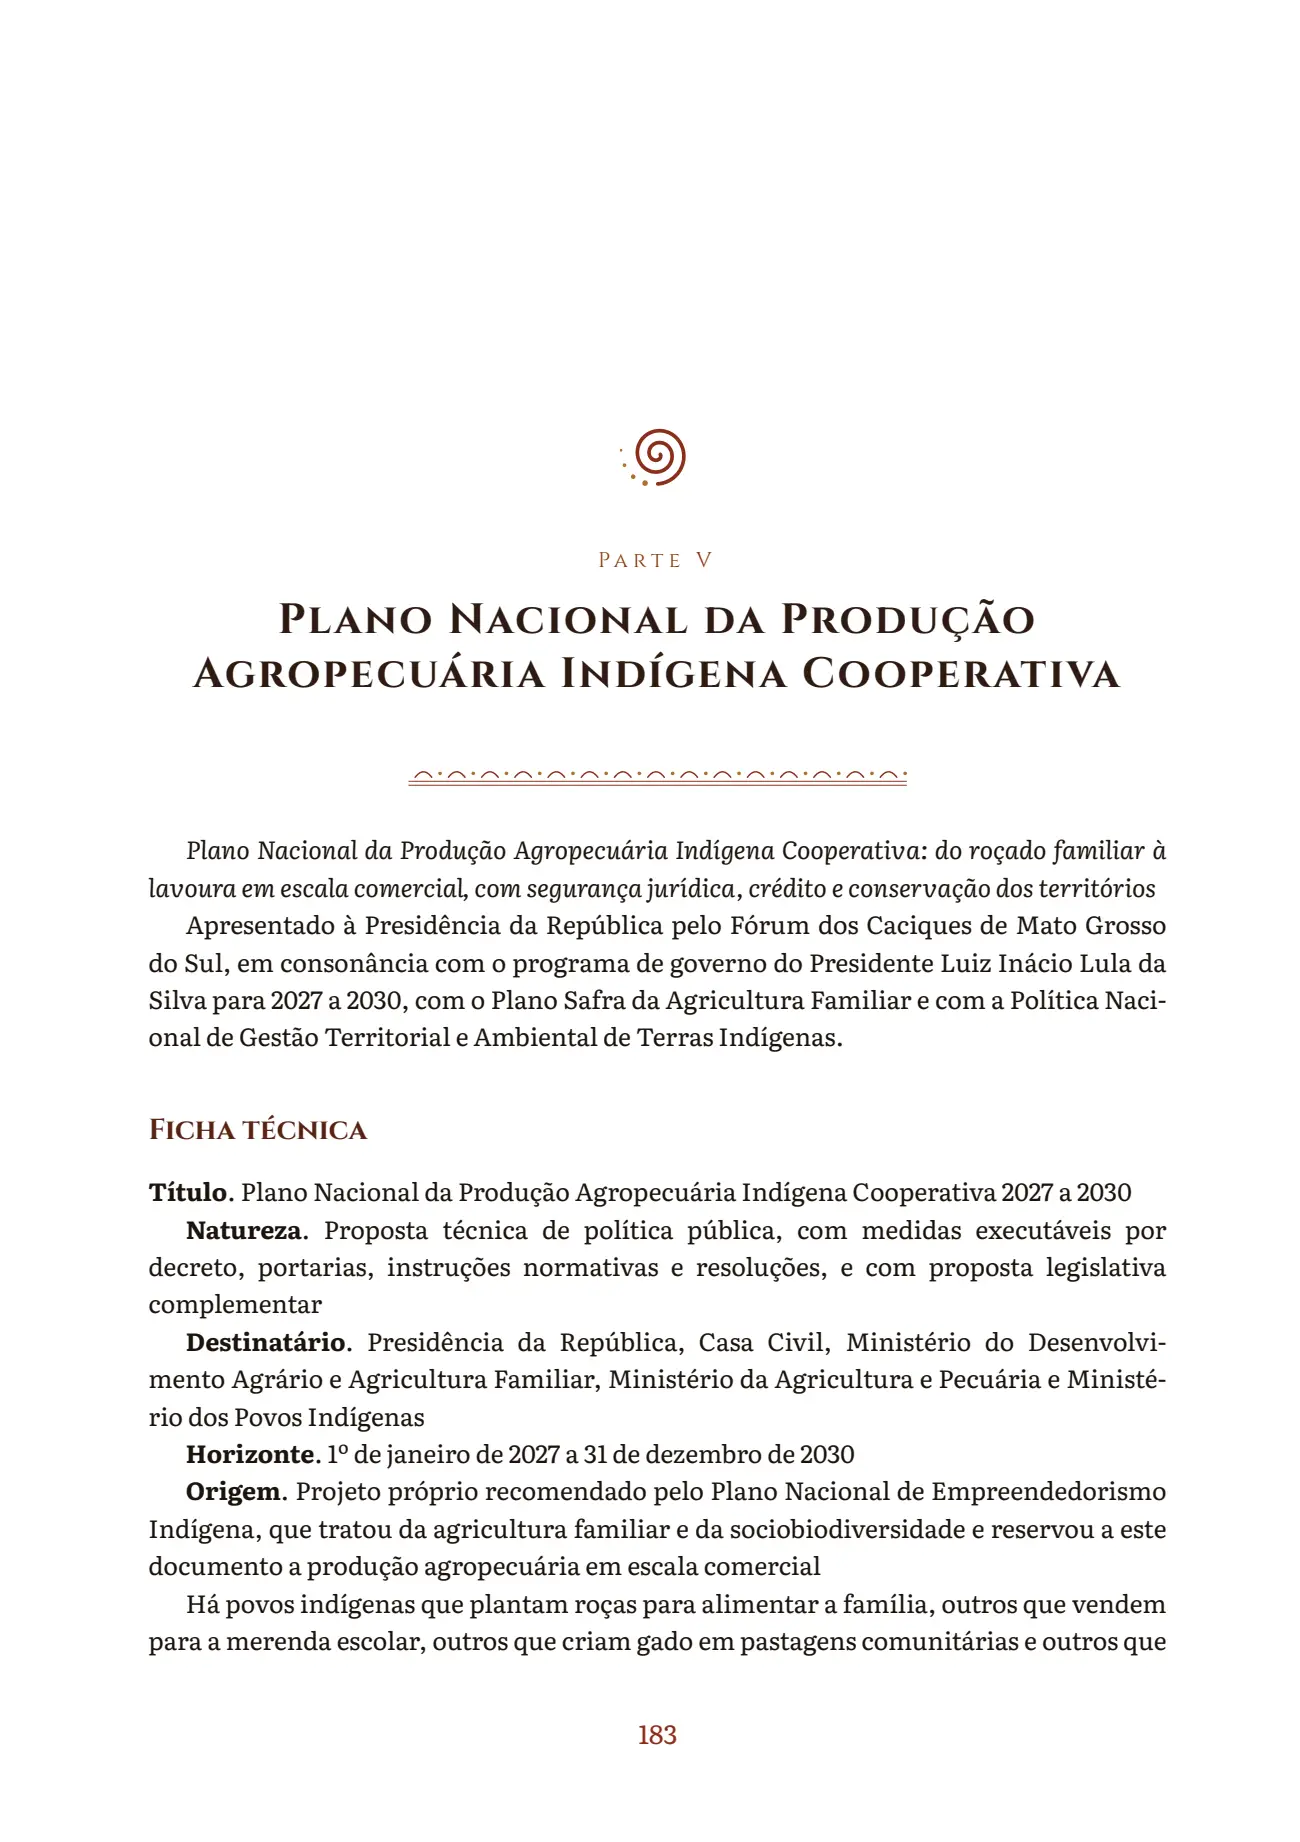 Parte V
Plano Nacional da Produção
Agropecuária Indígena Cooperativa
Plano Nacional da Produção Agropecuária Indígena Cooperativa: do roçado familiar à
lavoura em escala comercial, com segurança jurídica, crédito e conservação dos territórios
Apresentado à Presidência da República pelo Fórum dos Caciques de Mato Grosso
do Sul, em consonância com o programa de governo do Presidente Luiz Inácio Lula da
Silva para 2027 a 2030, com o Plano Safra da Agricultura Familiar e com a Política Naci-
onal de Gestão Territorial e Ambiental de Terras Indígenas.
Ficha técnica
Título. Plano Nacional da Produção Agropecuária Indígena Cooperativa 2027 a 2030
Natureza. Proposta técnica de política pública, com medidas executáveis por
decreto, portarias, instruções normativas e resoluções, e com proposta legislativa
complementar
Destinatário. Presidência da República, Casa Civil, Ministério do Desenvolvi-
mento Agrário e Agricultura Familiar, Ministério da Agricultura e Pecuária e Ministé-
rio dos Povos Indígenas
Horizonte. 1º de janeiro de 2027 a 31 de dezembro de 2030
Origem. Projeto próprio recomendado pelo Plano Nacional de Empreendedorismo
Indígena, que tratou da agricultura familiar e da sociobiodiversidade e reservou a este
documento a produção agropecuária em escala comercial
Há povos indígenas que plantam roças para alimentar a família, outros que vendem
para a merenda escolar, outros que criam gado em pastagens comunitárias e outros que
183